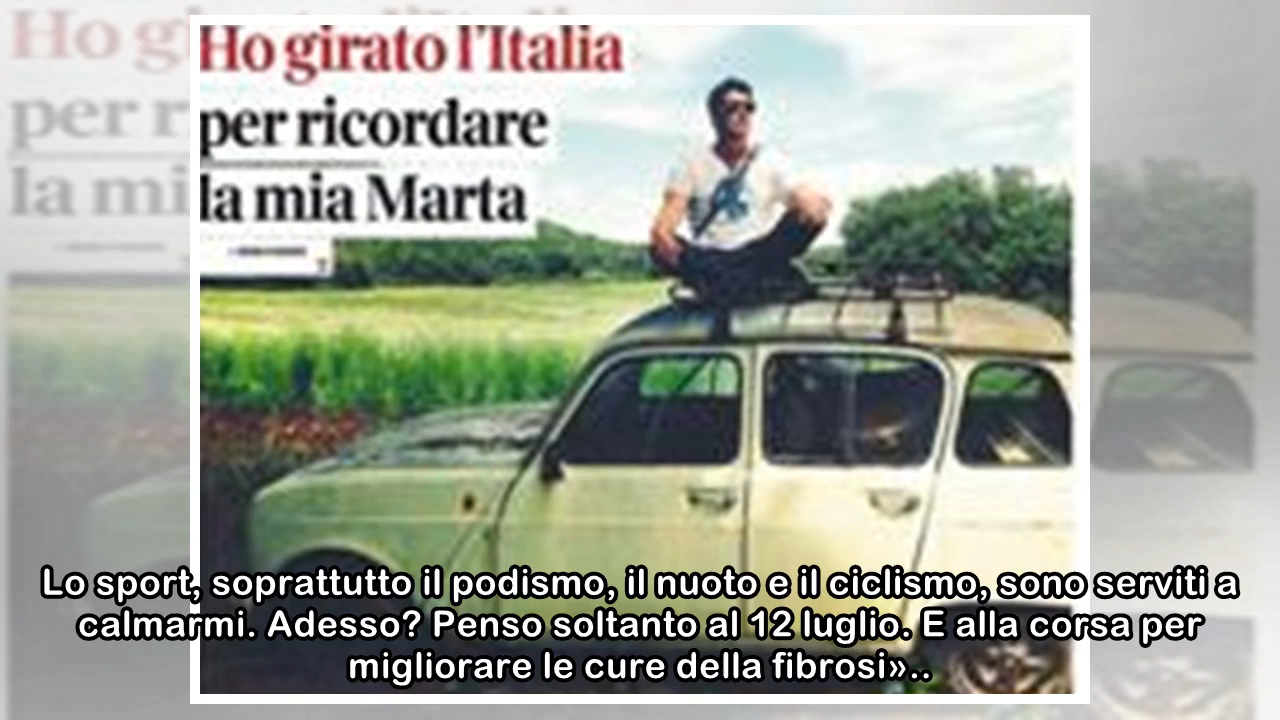 Ho girato l'Italia
per ricordare
la mia Marta
Lo sport, soprattutto il podismo, il nuoto e il ciclismo, sono serviti a
calmarmi. Adesso? Penso soltanto al 12 luglio. E alla corsa per
migliorare le cure della fibrosi»..